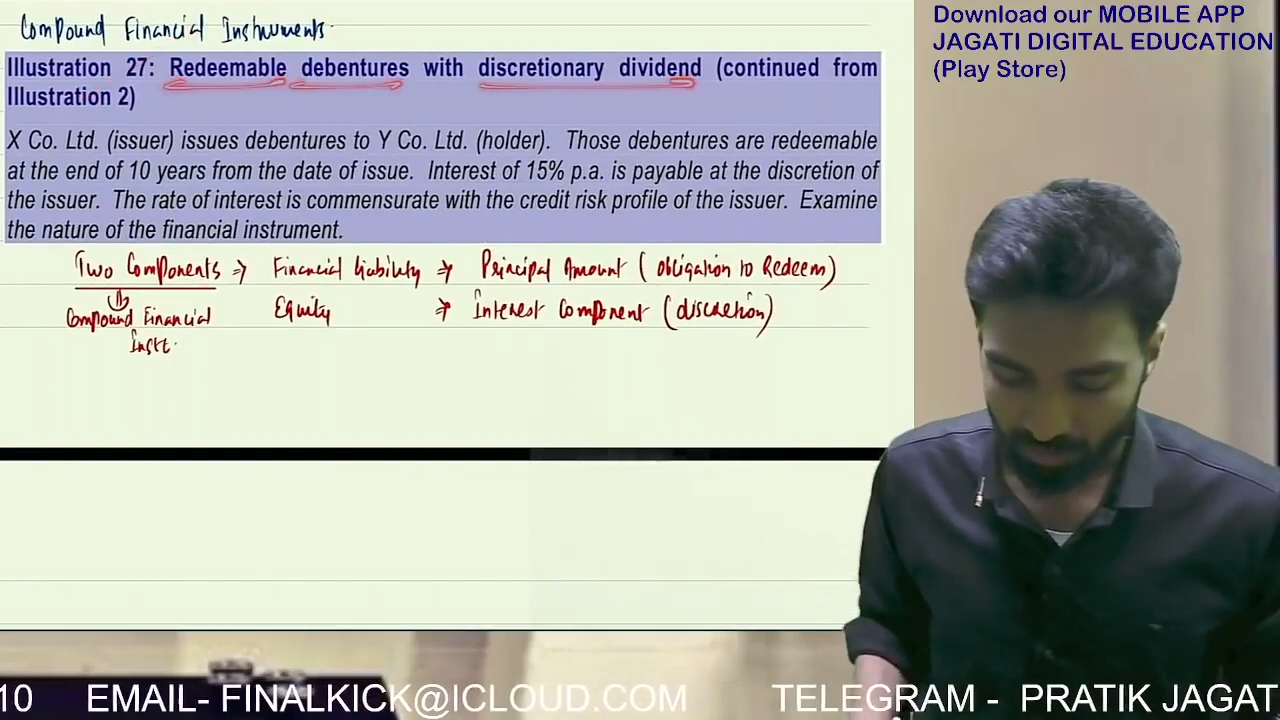 Compound Financial Instruments.
Download our MOBILE APP
JAGATI DIGITAL EDUCATION
(Play Store)
Illustration 27: Redeemable debentures with discretionary dividend (continued from
Illustration 2)
X Co. Ltd. (issuer) issues debentures to Y Co. Ltd. (holder). Those debentures are redeemable
at the end of 10 years from the date of issue. Interest of 15% p.a. is payable at the discretion of
the issuer. The rate of interest is commensurate with the credit risk profile of the issuer. Examine
the nature of the financial instrument.
Two Components ⇒ Financial liability ⇒ Principal Amount (obligation to Redeem)
Equity ⇒ Interest Component (discretion)
Compound Financial
Instt.
10 EMAIL- FINALKICK@ICLOUD.COM TELEGRAM - PRATIK JAGAT